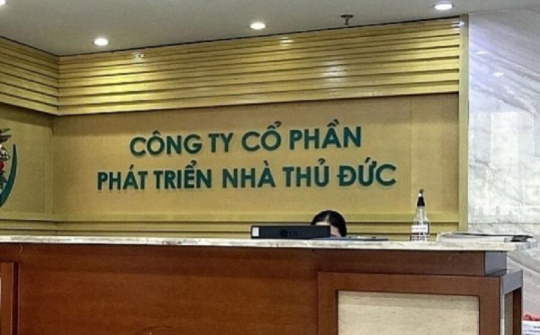 CÔNG TY CỔ PHẦN
PHÁT TRIỂN NHÀ THỦ ĐỨC